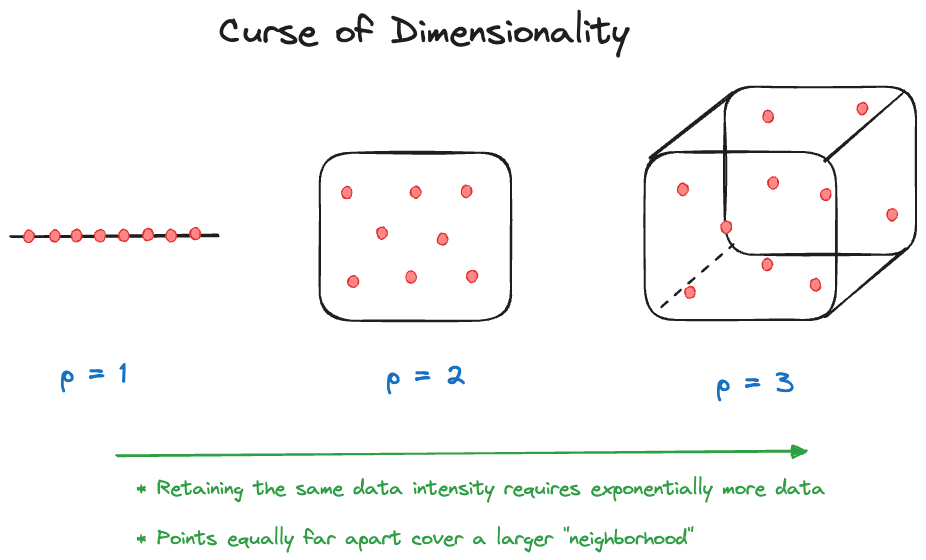 Curse of Dimensionality
p = 1
p = 2
p = 3
* Retaining the same data intensity requires exponentially more data
* Points equally far apart cover a larger "neighborhood"